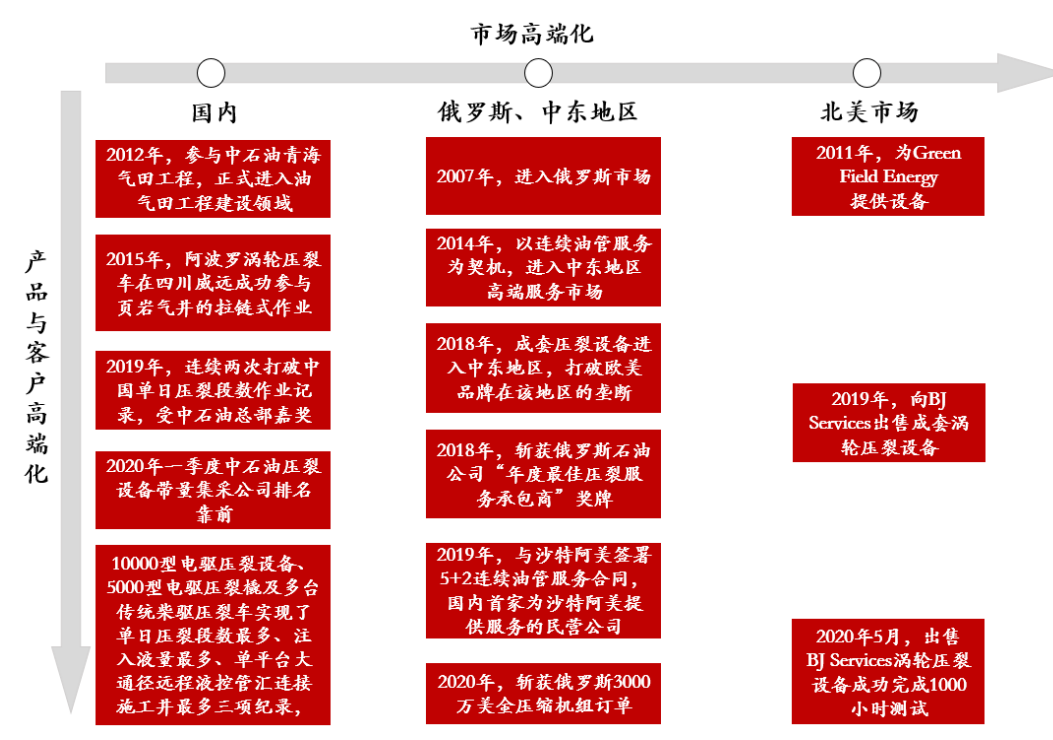 市场高端化
国内
俄罗斯、中东地区
北美市场
产品与客户高端化
2012年，参与中石油青海
气田工程，正式进入油
气田工程建设领域
2015年，阿波罗涡轮压裂
车在四川威远成功参与
页岩气井的拉链式作业
2019年，连续两次打破中
国单日压裂段数作业记
录，受中石油总部嘉奖
2020年一季度中石油压裂
设备带量集采公司排名
靠前
10000型电驱压裂设备、
5000型电驱压裂橇及多台
传统柴驱压裂车实现了
单日压裂段数最多、注
入液量最多、单平台大
通径远程液控管汇连接
施工井最多三项纪录，
2007年，进入俄罗斯市场
2014年，以连续油管服务
为契机，进入中东地区
高端服务市场
2018年，成套压裂设备进
入中东地区，打破欧美
品牌在该地区的垄断
2018年，斩获俄罗斯石油
公司“年度最佳压裂服
务承包商”奖牌
2019年，与沙特阿美签署
5+2连续油管服务合同，
国内首家为沙特阿美提
供服务的民营公司
2020年，斩获俄罗斯3000
万美金压缩机组订单
2011年，为Green
Field Energy
提供设备
2019年，向BJ
Services出售成套涡
轮压裂设备
2020年5月，出售
BJ Services涡轮压裂
设备成功完成1000
小时测试